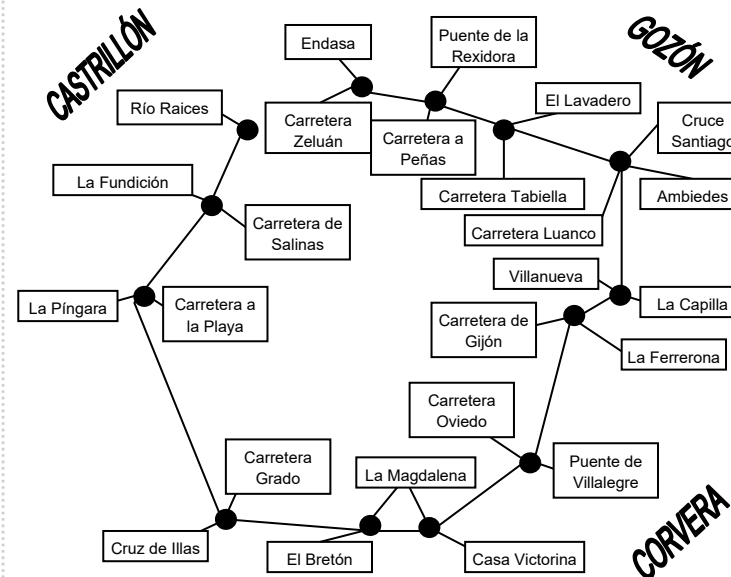 CASTRILLÓN
GOZÓN
Endasa
Puente de la
Rexidora
Río Raices
El Lavadero
Cruce
Santiago
Carretera
Zeluán
Carretera a
Peñas
La Fundición
Carretera Tabiella
Ambiedes
Carretera de
Salinas
Carretera Luanco
Villanueva
La Píngara
Carretera a
la Playa
La Capilla
Carretera de
Gijón
La Ferrerona
Carretera
Oviedo
Carretera
Grado
La Magdalena
Puente de
Villalegre
Cruz de Illas
El Bretón
Casa Victorina
CORVERA